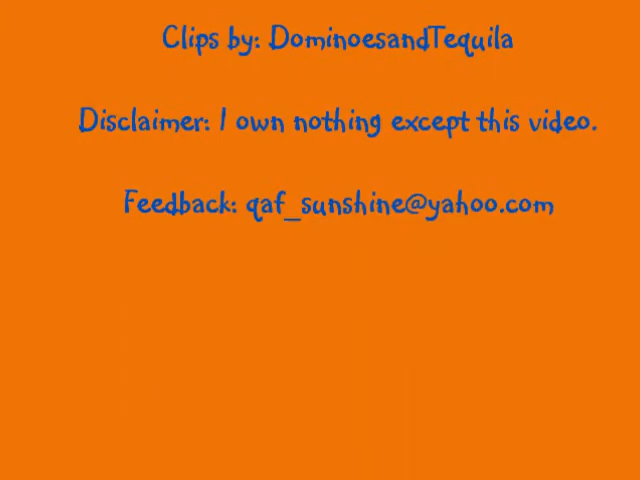 Clips by: DominoesandTequila
Disclaimer: I own nothing except this video.
Feedback: qaf_sunshine@yahoo.com